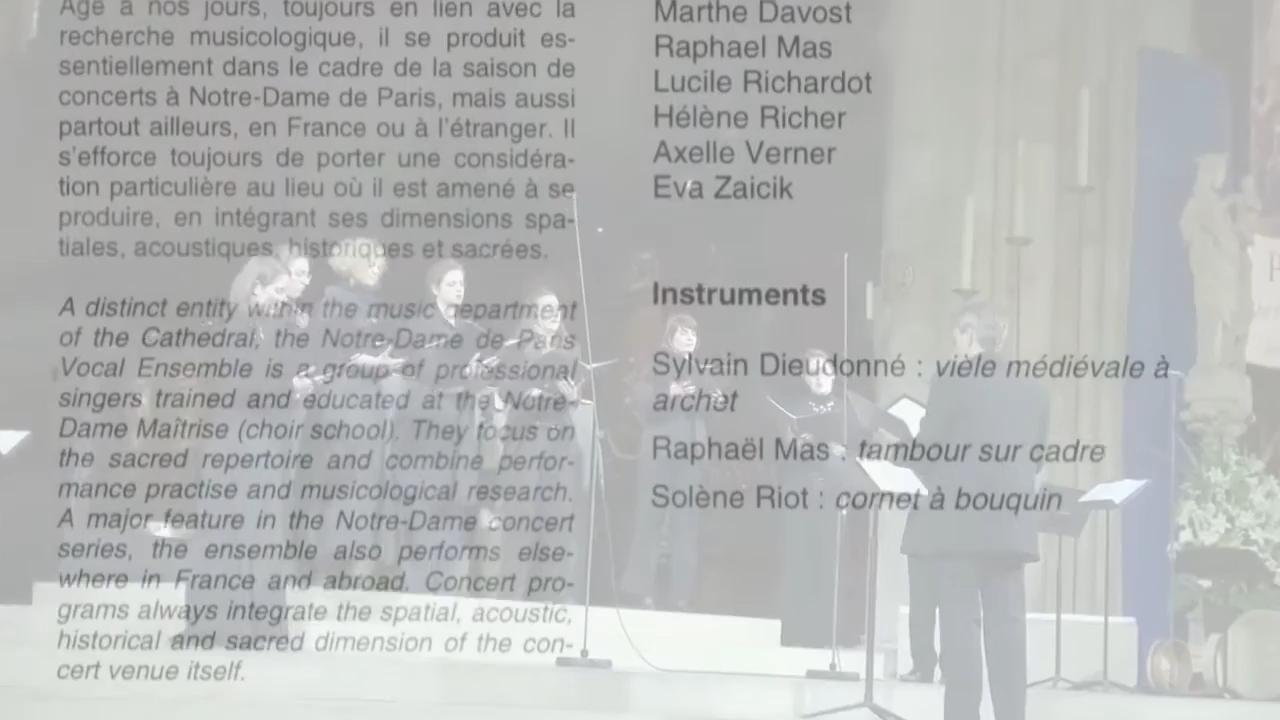 Age à nos jours, toujours en lien avec la
recherche musicologique, il se produit es-
sentiellement dans le cadre de la saison de
concerts à Notre-Dame de Paris, mais aussi
partout ailleurs, en France ou à l'étranger. Il
s'efforce toujours de porter une considéra-
tion particulière au lieu où il est amené à se
produire, en intégrant ses dimensions spa-
tiales, acoustiques, historiques et sacrées.
A distinct entity within the music department
of the Cathedral, the Notre-Dame de Paris
Vocal Ensemble is a group of professional
singers trained and educated at the Notre-
Dame Maîtrise (choir school). They focus on
the sacred repertoire and combine perfor-
mance practise and musicological research.
A major feature in the Notre-Dame concert
series, the ensemble also performs else-
where in France and abroad. Concert pro-
grams always integrate the spatial, acoustic,
historical and sacred dimension of the con-
cert venue itself.
Marthe Davost
Raphael Mas
Lucile Richardot
Hélène Richer
Axelle Verner
Eva Zaicik
Instruments
Sylvain Dieudonné : vièle médiévale à
archet
Raphaël Mas : tambour sur cadre
Solène Riot : cornet à bouquin